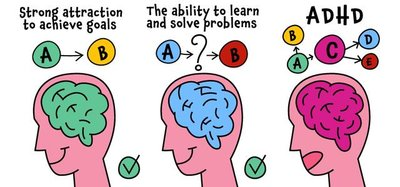 Strong attraction
to achieve goals
A B
The ability to learn
and solve problems
A ? B
ADHD
B D
A C E